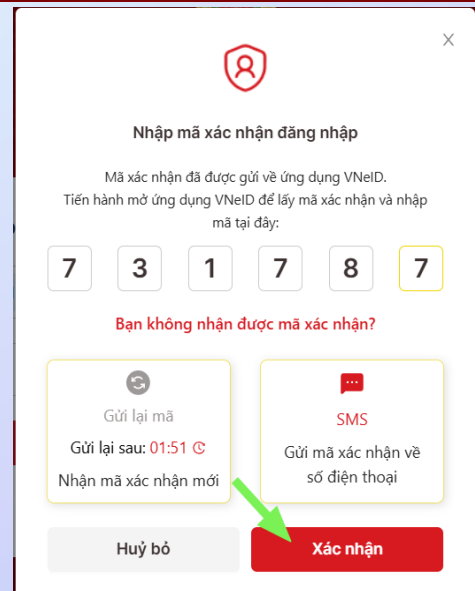 Nhập mã xác nhận đăng nhập
Mã xác nhận đã được gửi về ứng dụng VNeID.
Tiến hành mở ứng dụng VNeID để lấy mã xác nhận và nhập
mã tại đây:
7 3 1 7 8 7
Bạn không nhận được mã xác nhận?
Gửi lại mã
Gửi lại sau: 01:51
Nhận mã xác nhận mới
SMS
Gửi mã xác nhận về
số điện thoại
Huỷ bỏ
Xác nhận